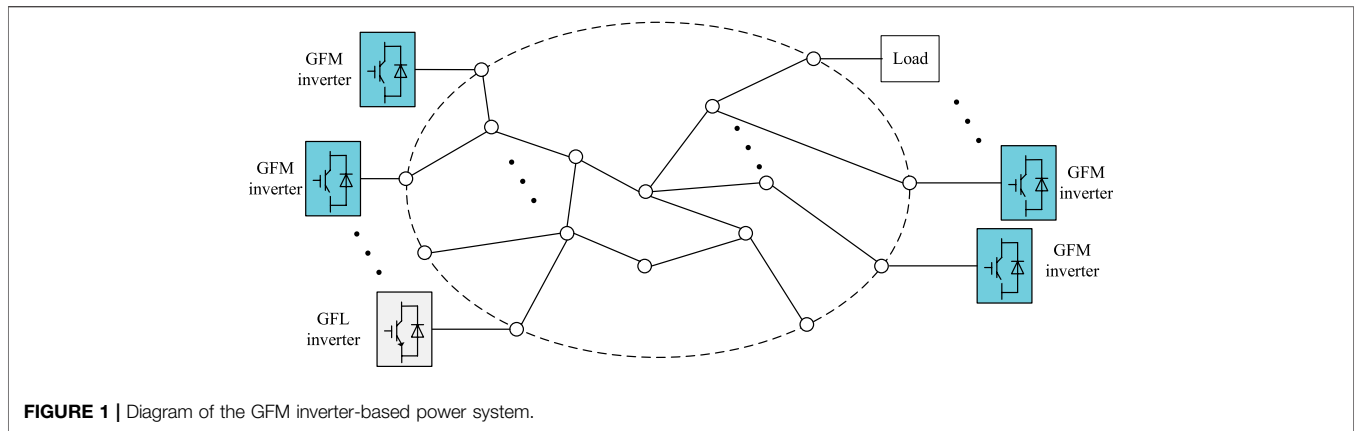 GFM
inverter
GFM
inverter
GFL
inverter
Load
GFM
inverter
GFM
inverter
FIGURE 1 | Diagram of the GFM inverter-based power system.